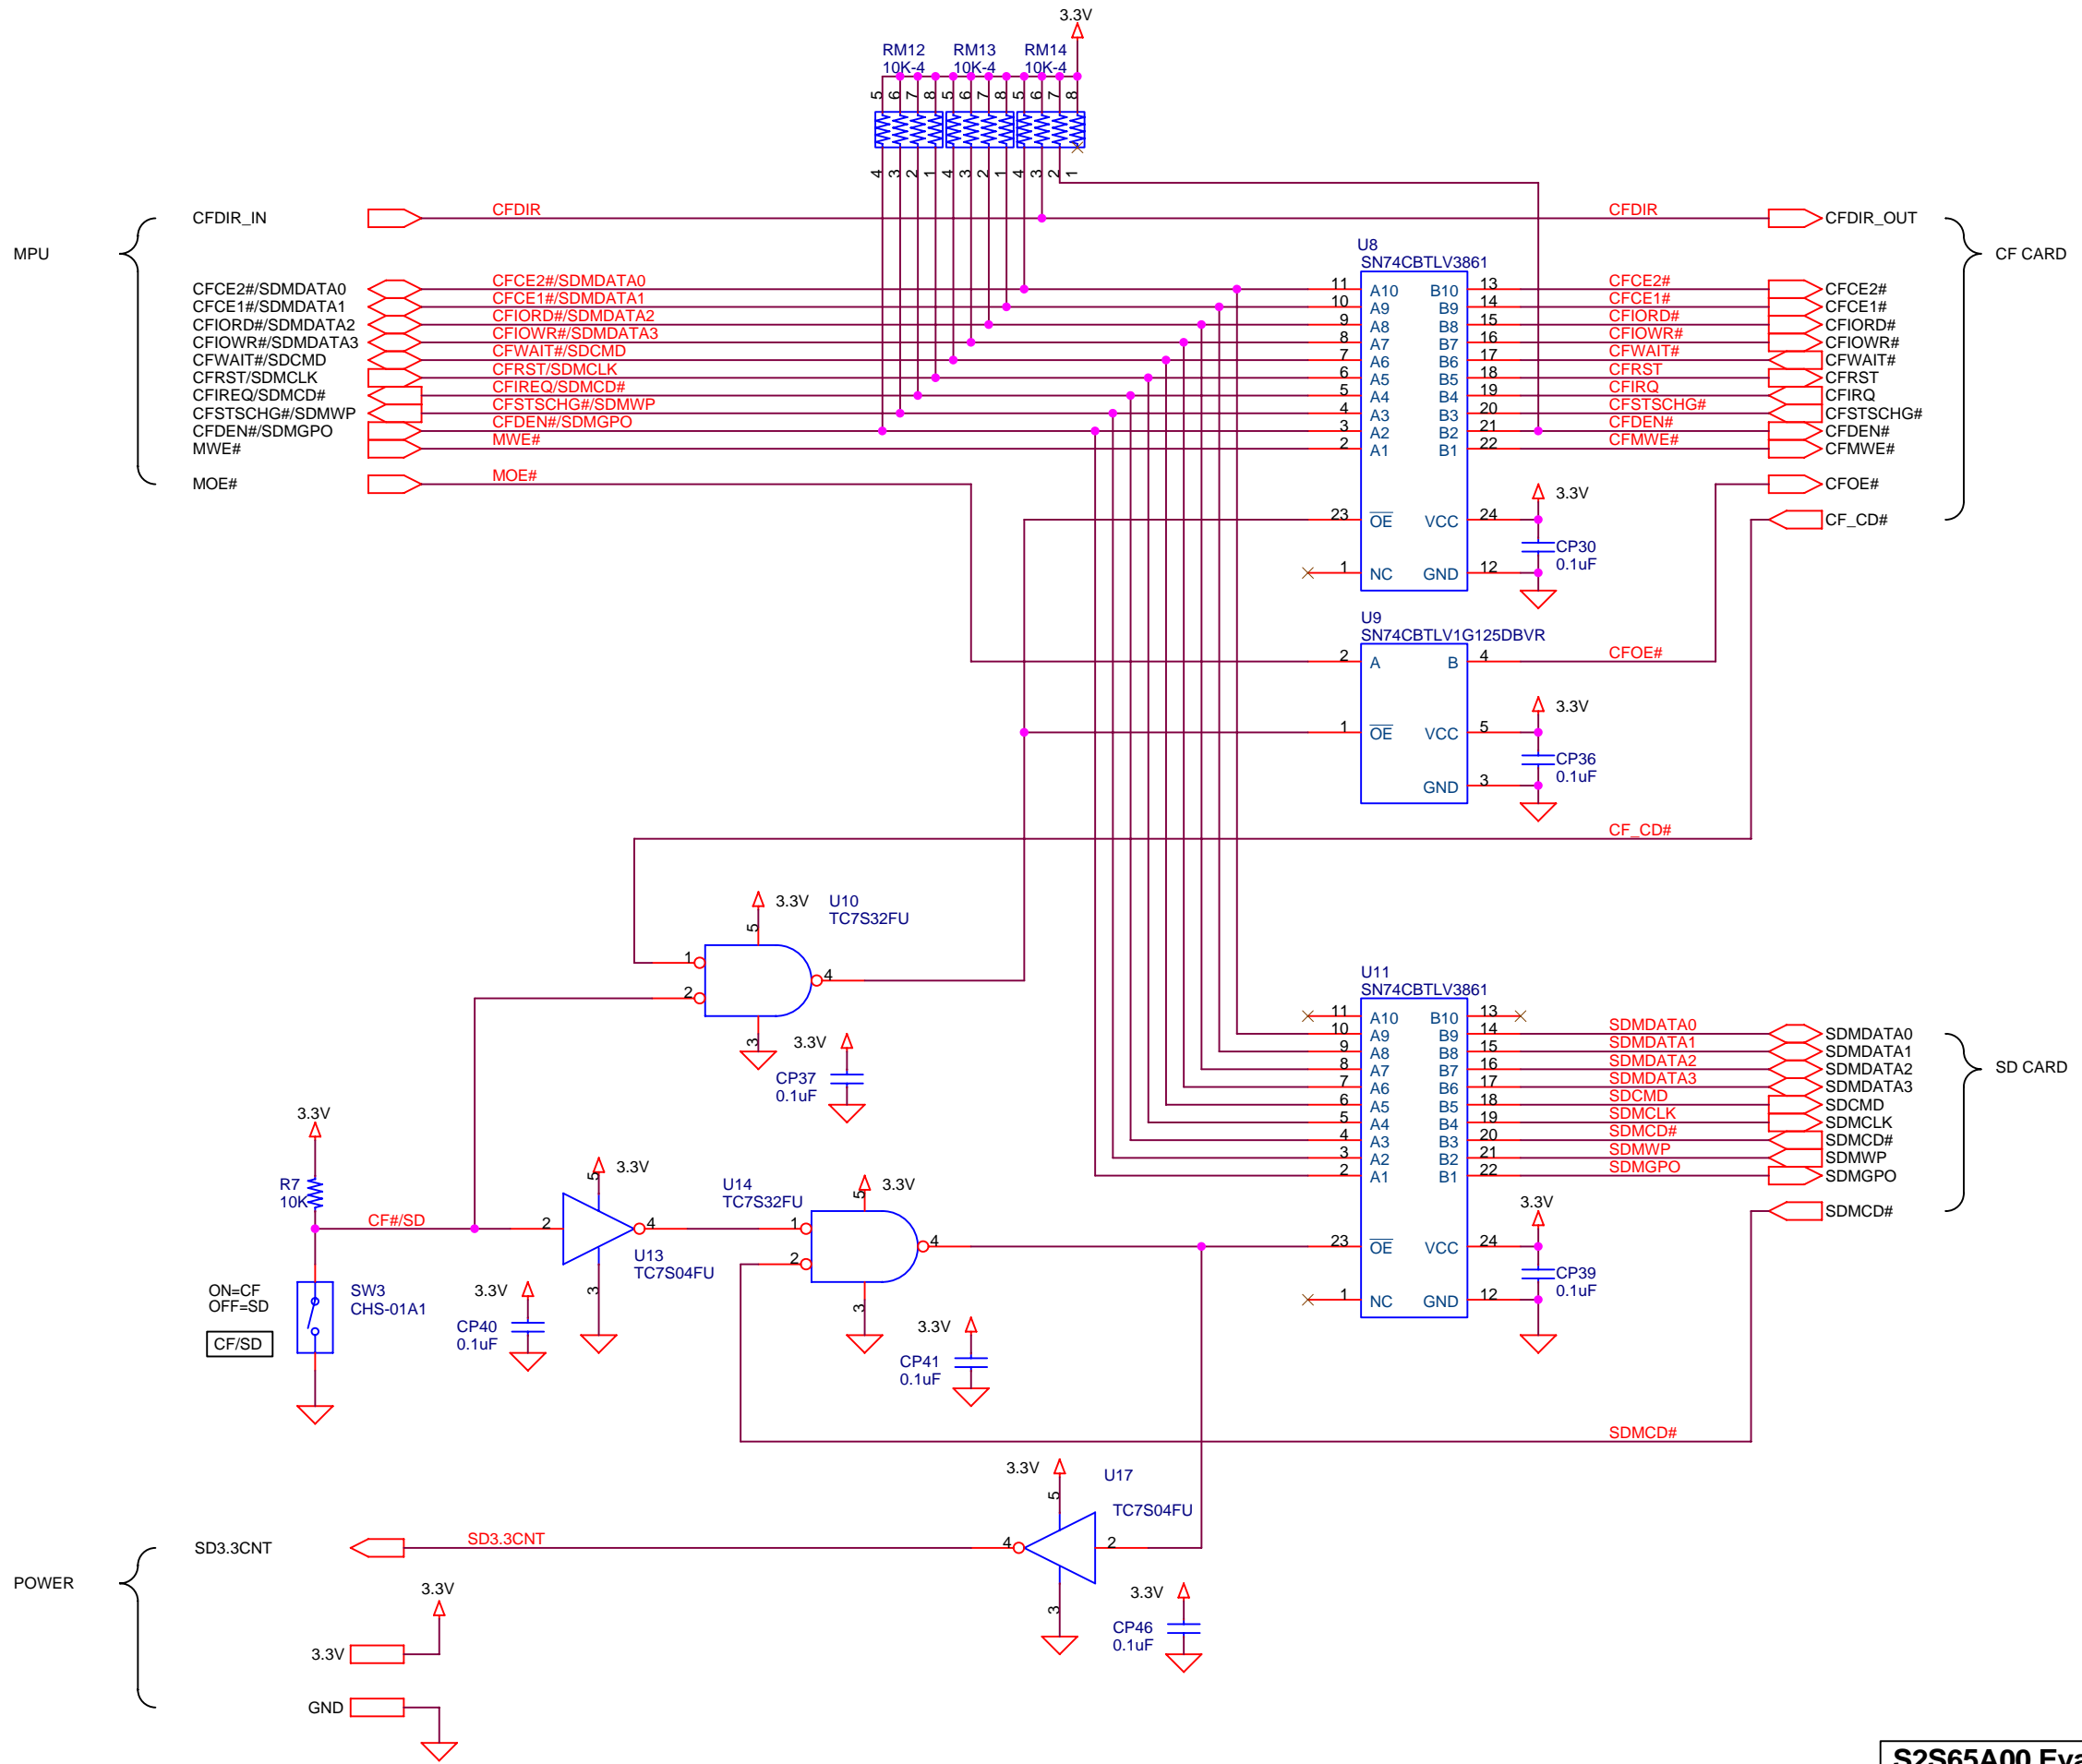 3.3V
RM12 RM13 RM14
10K-4 10K-4 10K-4
5 6 7 8 5 6 7 8 5 6 7 8
4 3 2 1 4 3 2 1 4 3 2 1
MPU
CFDIR_IN CFDIR CFDIR CFDIR_OUT
CF CARD
U8
SN74CBTLV3861
CFCE2#/SDMDATA0 CFCE2#/SDMDATA0 11 A10 B10 13 CFCE2# CFCE2#
CFCE1#/SDMDATA1 CFCE1#/SDMDATA1 10 A9 B9 14 CFCE1# CFCE1#
CFIORD#/SDMDATA2 CFIORD#/SDMDATA2 9 A8 B8 15 CFIORD# CFIORD#
CFIOWR#/SDMDATA3 CFIOWR#/SDMDATA3 8 A7 B7 16 CFIOWR# CFIOWR#
CFWAIT#/SDCMD CFWAIT#/SDCMD 7 A6 B6 17 CFWAIT# CFWAIT#
CFRST/SDMCLK CFRST/SDMCLK 6 A5 B5 18 CFRST CFRST
CFIREQ/SDMCD# CFIREQ/SDMCD# 5 A4 B4 19 CFIRQ CFIRQ
CFSTSCHG#/SDMWP CFSTSCHG#/SDMWP 4 A3 B3 20 CFSTSCHG# CFSTSCHG#
CFDEN#/SDMGPO CFDEN#/SDMGPO 3 A2 B2 21 CFDEN# CFDEN#
MWE# MWE# 2 A1 B1 22 CFMWE# CFMWE#
MOE# MOE# CFOE#
3.3V
23 OE VCC 24 CF_CD#
CP30
0.1uF
1 NC GND 12
U9
SN74CBTLV1G125DBVR
2 A B 4 CFOE#
3.3V
1 OE VCC 5
CP36
0.1uF
GND 3
CF_CD#
3.3V U10
TC7S32FU
5
1
2
4
3
3.3V
CP37
0.1uF
U11
SN74CBTLV3861
11 A10 B10 13
10 A9 B9 14 SDMDATA0 SDMDATA0
9 A8 B8 15 SDMDATA1 SDMDATA1
8 A7 B7 16 SDMDATA2 SDMDATA2
7 A6 B6 17 SDMDATA3 SDMDATA3
6 A5 B5 18 SDCMD SDCMD
5 A4 B4 19 SDMCLK SDMCLK
4 A3 B3 20 SDMCD# SDMCD#
3 A2 B2 21 SDMWP SDMWP
2 A1 B1 22 SDMGPO SDMGPO
SD CARD
3.3V
SDMCD#
23 OE VCC 24
CP39
0.1uF
1 NC GND 12
3.3V
R7
10K
CF#/SD
5 3.3V
2 4
U13
TC7S04FU
3
U14
TC7S32FU
5 3.3V
1
2
4
3
ON=CF
OFF=SD
CF/SD
SW3
CHS-01A1
3.3V
CP40
0.1uF
3.3V
CP41
0.1uF
SDMCD#
3.3V U17
5
TC7S04FU
4 2
3
3.3V
CP46
0.1uF
POWER
SD3.3CNT SD3.3CNT
3.3V
3.3V
GND
S2S65A00 Eva